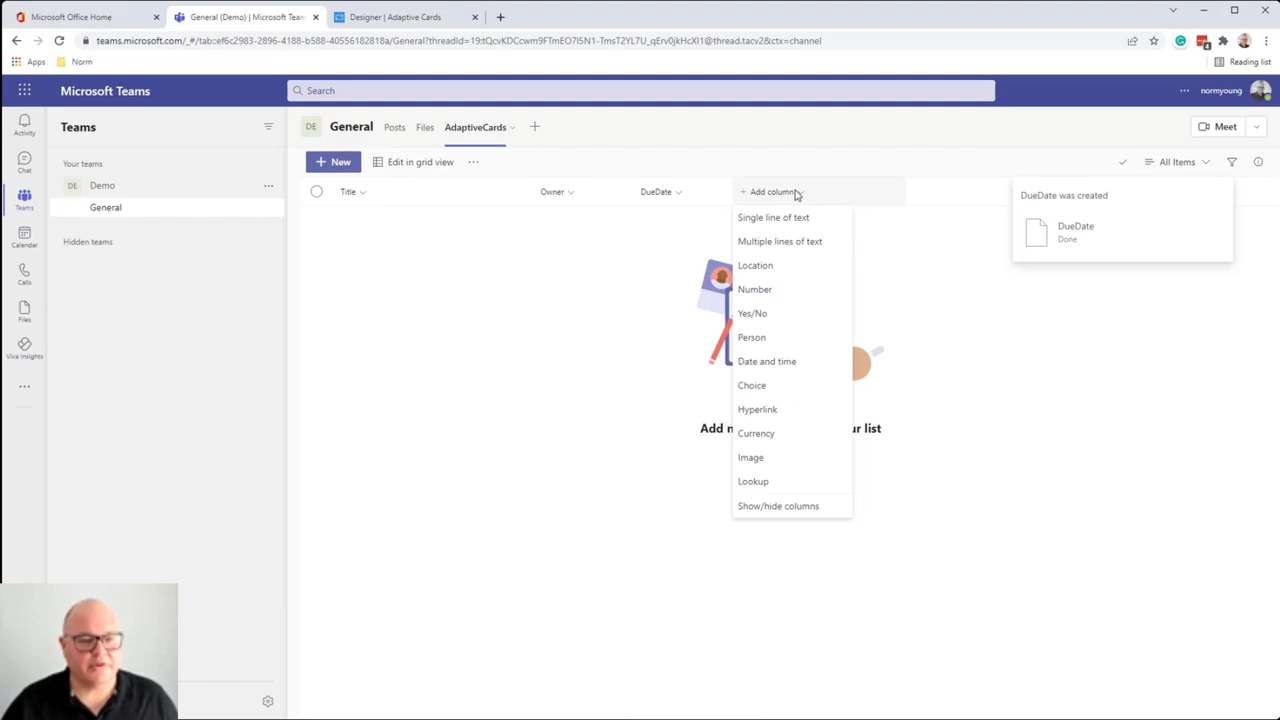 Microsoft Office Home
General (Demo) | Microsoft Team
Designer | Adaptive Cards
teams.microsoft.com/_#/tab::ef6c2983-2896-4188-b588-40556182818a/General?threadId=19:tQcvKDCcwm9FTmEO7I5N1-TmsT2YL7U_qErv0jkHcXI1@thread.tacv2&ctx=channel
Apps
Norm
Reading list
Microsoft Teams
Search
normyoung
Teams
DE
General
Posts
Files
AdaptiveCards
Meet
Activity
Chat
Teams
Calendar
Calls
Files
Viva Insights
Your teams
DE
Demo
General
Hidden teams
New
Edit in grid view
All Items
Title
Owner
DueDate
Add column
Single line of text
Multiple lines of text
Location
Number
Yes/No
Person
Date and time
Choice
Hyperlink
Currency
Image
Lookup
Show/hide columns
DueDate was created
DueDate
Done
Add n
ur list